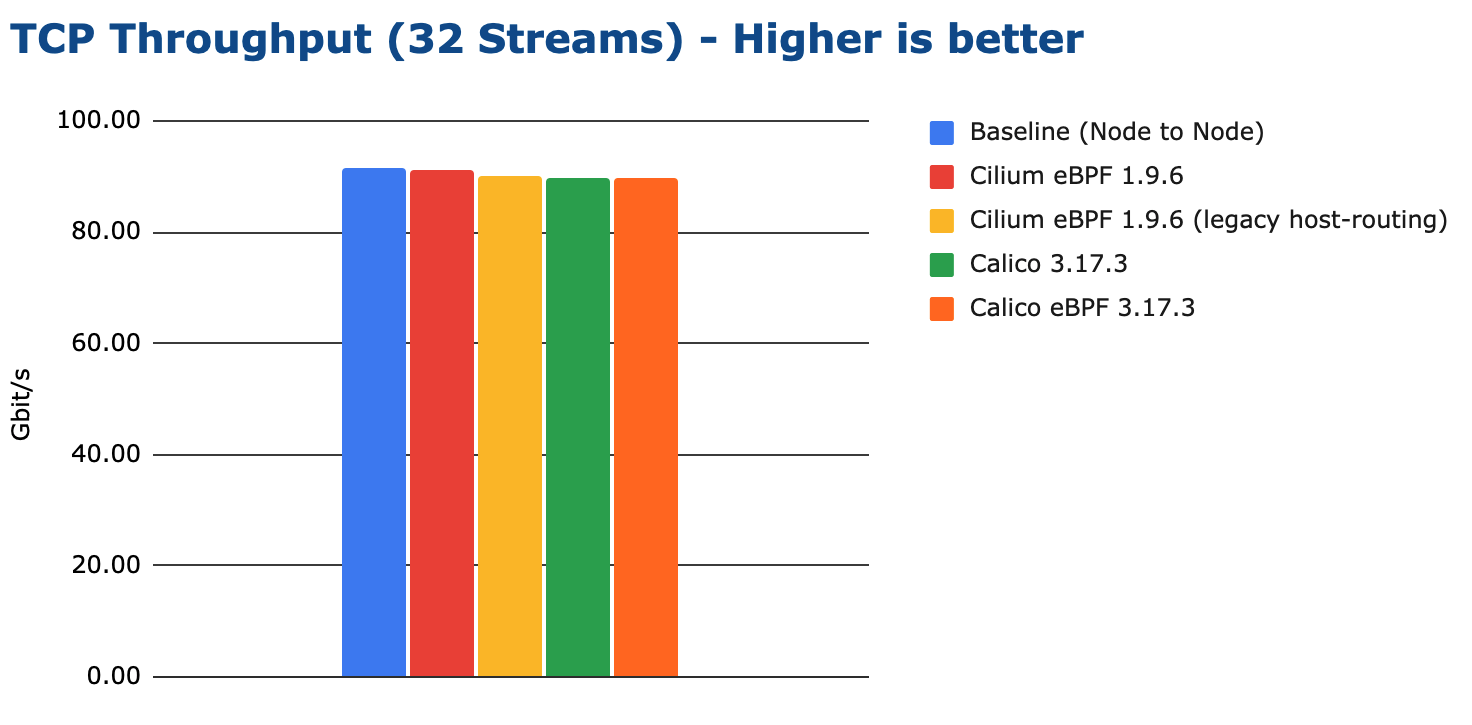 TCP Throughput (32 Streams) - Higher is better
100.00
80.00
60.00
40.00
20.00
0.00
Gbit/s
Baseline (Node to Node)
Cilium eBPF 1.9.6
Cilium eBPF 1.9.6 (legacy host-routing)
Calico 3.17.3
Calico eBPF 3.17.3